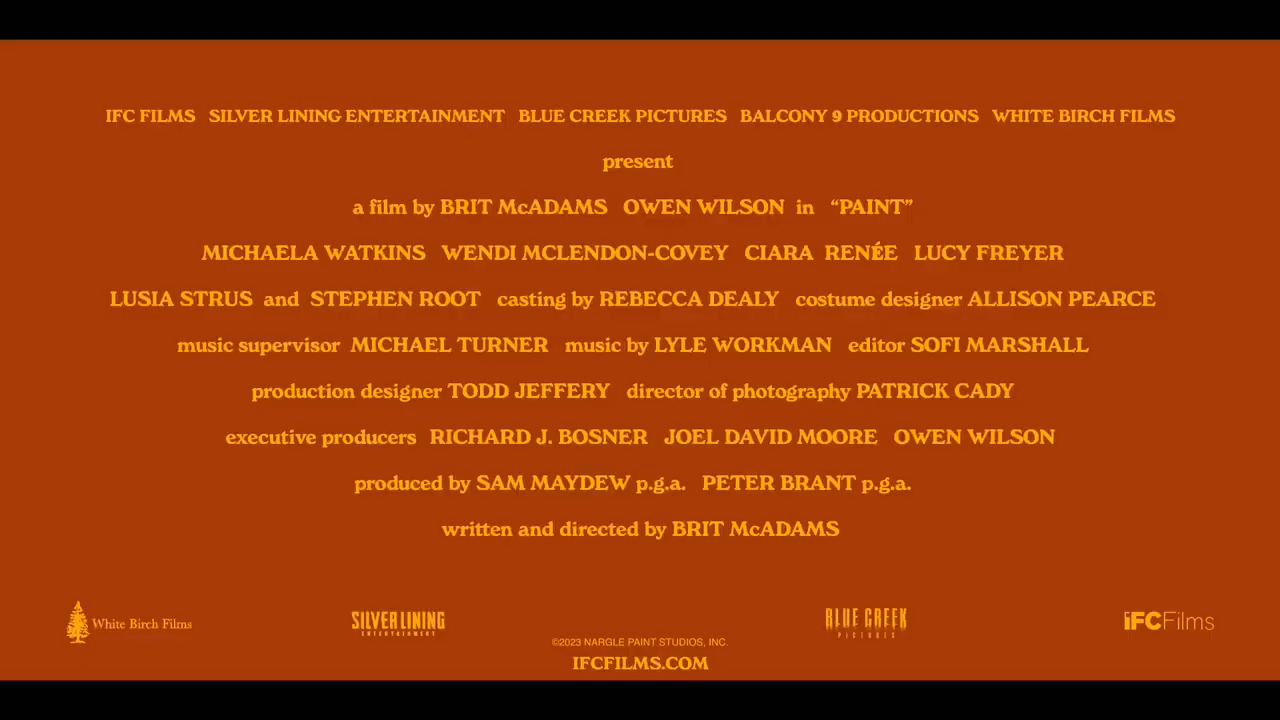 IFC FILMS SILVER LINING ENTERTAINMENT BLUE CREEK PICTURES BALCONY 9 PRODUCTIONS WHITE BIRCH FILMS
present
a film by BRIT McADAMS OWEN WILSON in “PAINT”
MICHAELA WATKINS WENDI MCLENDON-COVEY CIARA RENÉE LUCY FREYER
LUSIA STRUS and STEPHEN ROOT casting by REBECCA DEALY costume designer ALLISON PEARCE
music supervisor MICHAEL TURNER music by LYLE WORKMAN editor SOFI MARSHALL
production designer TODD JEFFERY director of photography PATRICK CADY
executive producers RICHARD J. BOSNER JOEL DAVID MOORE OWEN WILSON
produced by SAM MAYDEW p.g.a. PETER BRANT p.g.a.
written and directed by BRIT McADAMS
White Birch Films
SILVER LINING
ENTERTAINMENT
BLUE CREEK
PICTURES
iFC Films
©2023 NARGLE PAINT STUDIOS, INC.
IFCFILMS.COM